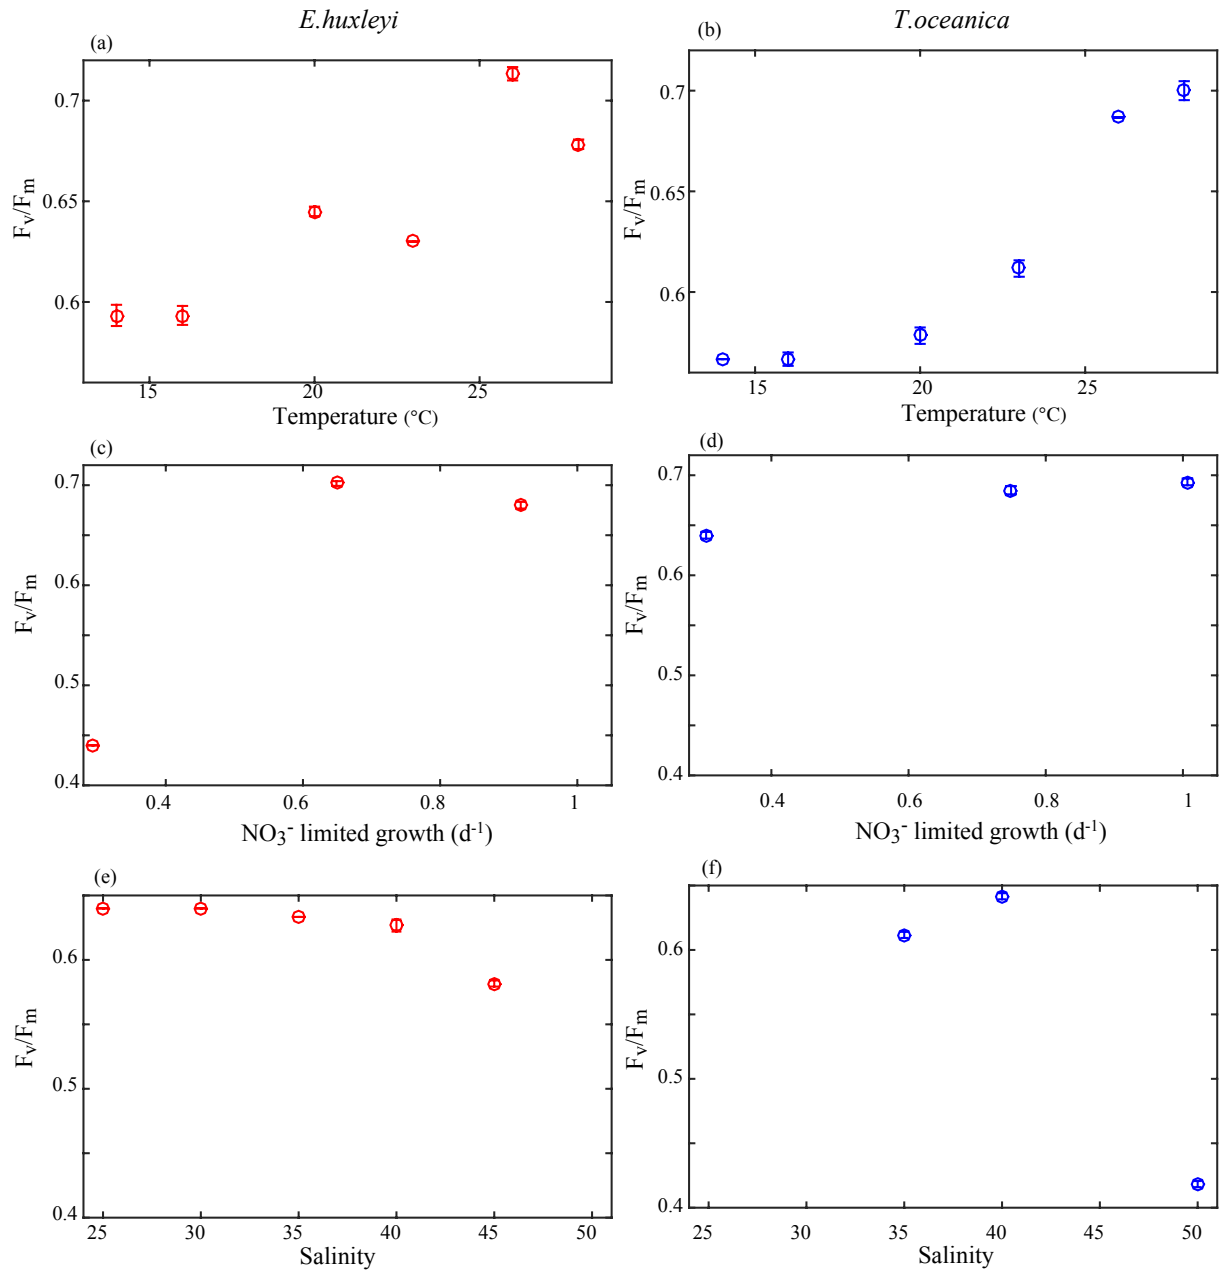 E.huxleyi
T.oceanica
(a)
0.7
0.65
0.6
Fv/Fm
15 20 25
Temperature (°C)
(b)
0.7
0.65
0.6
Fv/Fm
15 20 25
Temperature (°C)
(c)
0.7
0.6
0.5
0.4
Fv/Fm
0.4 0.6 0.8 1
NO3- limited growth (d-1)
(d)
0.7
0.6
0.5
0.4
Fv/Fm
0.4 0.6 0.8 1
NO3- limited growth (d-1)
(e)
0.6
0.5
0.4
Fv/Fm
25 30 35 40 45 50
Salinity
(f)
0.6
0.5
0.4
Fv/Fm
25 30 35 40 45 50
Salinity